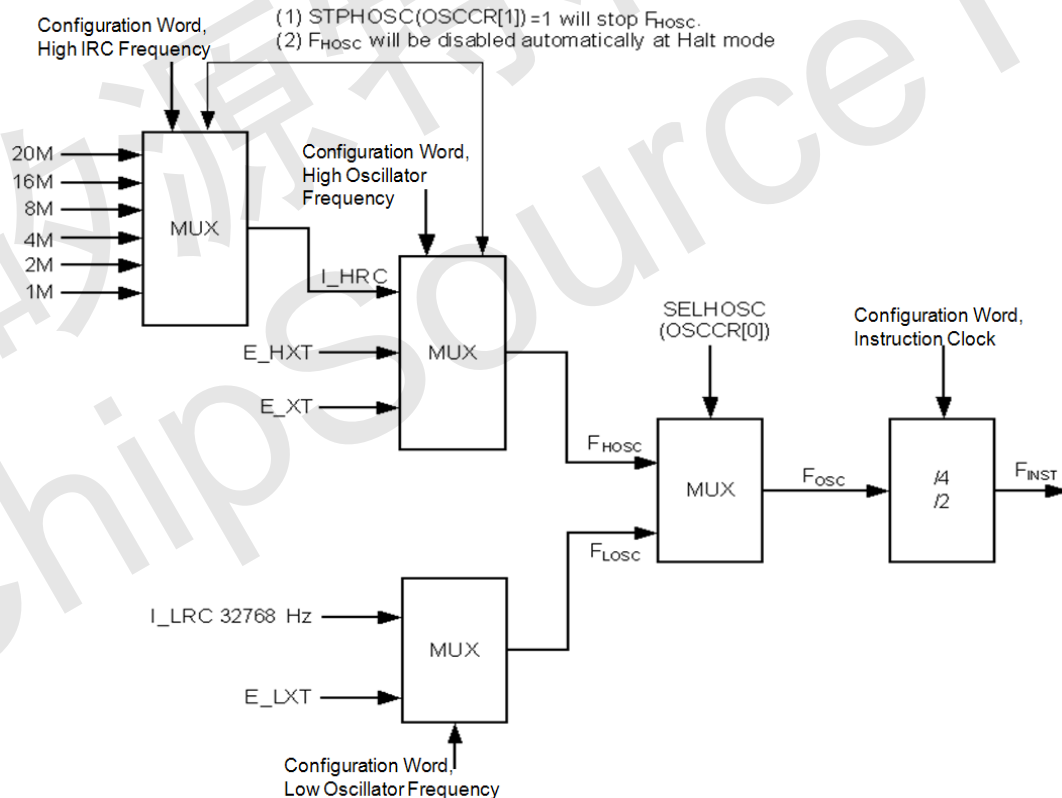 Configuration Word,
High IRC Frequency
(1) STPHOSC(OSCCR[1])=1 will stop FHOSC.
(2) FHOSC will be disabled automatically at Halt mode
20M
16M
8M
4M
2M
1M
MUX
Configuration Word,
High Oscillator
Frequency
I_HRC
E_HXT
E_XT
MUX
FHOSC
SELHOSC
(OSCCR[0])
MUX
FOSC
Configuration Word,
Instruction Clock
/4
/2
FINST
FLOSC
I_LRC 32768 Hz
E_LXT
MUX
Configuration Word,
Low Oscillator Frequency